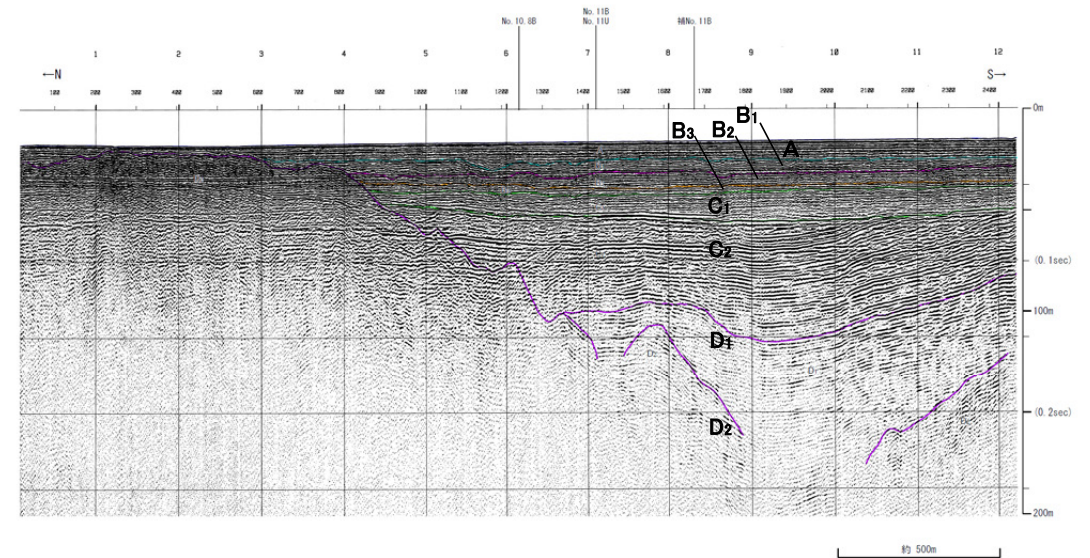 No.11B
No.10.8B No.11U 補No.11B
1 2 3 4 5 6 7 8 9 10 11 12
←N S→
100 200 300 400 500 600 700 800 900 1000 1100 1200 1300 1400 1500 1600 1700 1800 1900 2000 2100 2200 2300 2400
0m
B1
B3 B2
A
C1
C2
(0.1sec)
100m
D1
D2
D
(0.2sec)
D2
200m
約 500m